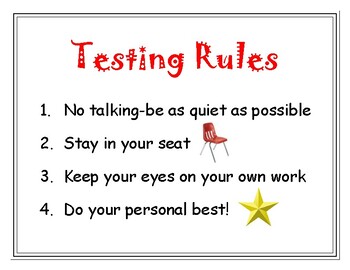 Testing Rules
1. No talking-be as quiet as possible
2. Stay in your seat
3. Keep your eyes on your own work
4. Do your personal best!